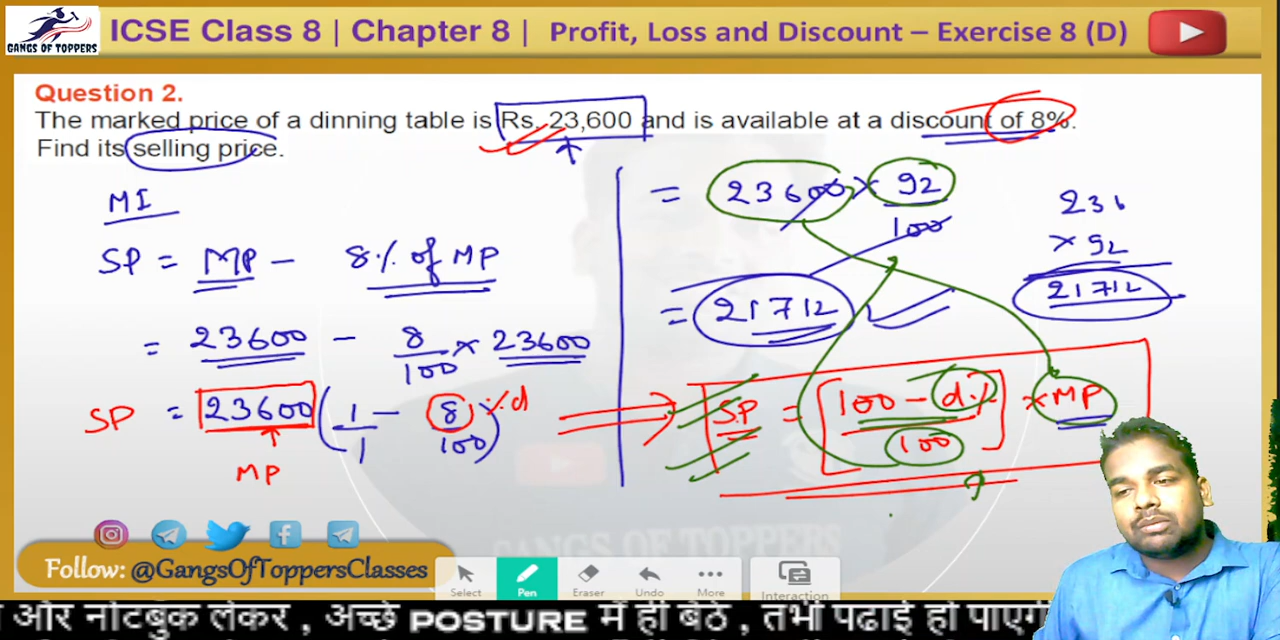 GANGS OF TOPPERS
ICSE Class 8 | Chapter 8 | Profit, Loss and Discount – Exercise 8 (D)
Question 2.
The marked price of a dinning table is Rs. 23,600 and is available at a discount of 8%.
Find its selling price.
MI
SP = MP - 8% of MP
= 23600 - 8/100 × 23600
SP = 23600 (1/1 - 8/100) % d
MP
= 23600 × 92/100
= 21712
236
× 92
21712
SP = [100 - d%/100] × MP
GANGS OF TOPPERS
Follow: @GangsOfToppersClasses
Select
Pen
Eraser
Undo
More
Interaction
और नोटबुक लेकर , अच्छे POSTURE में ही बैठे , तभी पढाई हो पाएगी